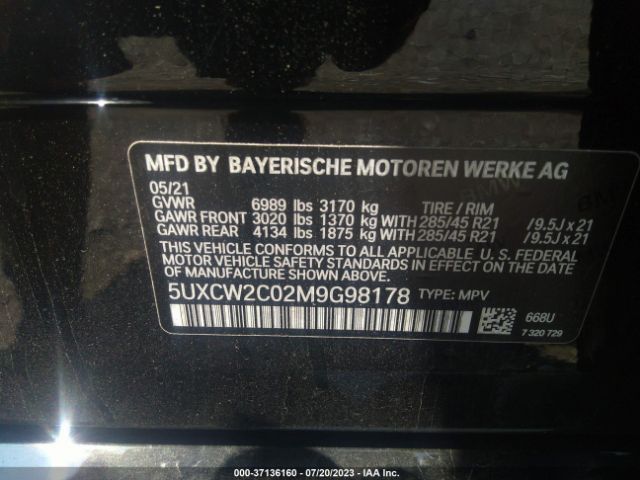 MFD BY BAYERISCHE MOTOREN WERKE AG
05/21
GVWR 6989 lbs 3170 kg TIRE / RIM
GAWR FRONT 3020 lbs 1370 kg WITH 285/45 R21 /9.5J x 21
GAWR REAR 4134 lbs 1875 kg WITH 285/45 R21 /9.5J x 21
THIS VEHICLE CONFORMS TO ALL APPLICABLE U. S. FEDERAL
MOTOR VEHICLE SAFETY STANDARDS
IN EFFECT ON THE DATE OF MANUFACTURE SHOWN ABOVE.
5UXCW2C02M9G98178 TYPE: MPV
668U
7 320 729
000-37136160 - 07/20/2023 - IAA Inc.